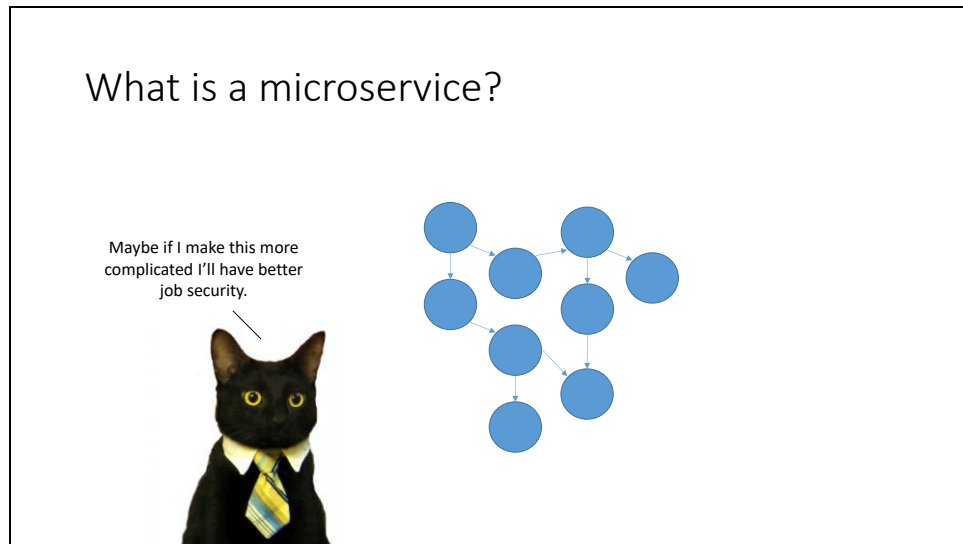 What is a microservice?
Maybe if I make this more
complicated I’ll have better
job security.